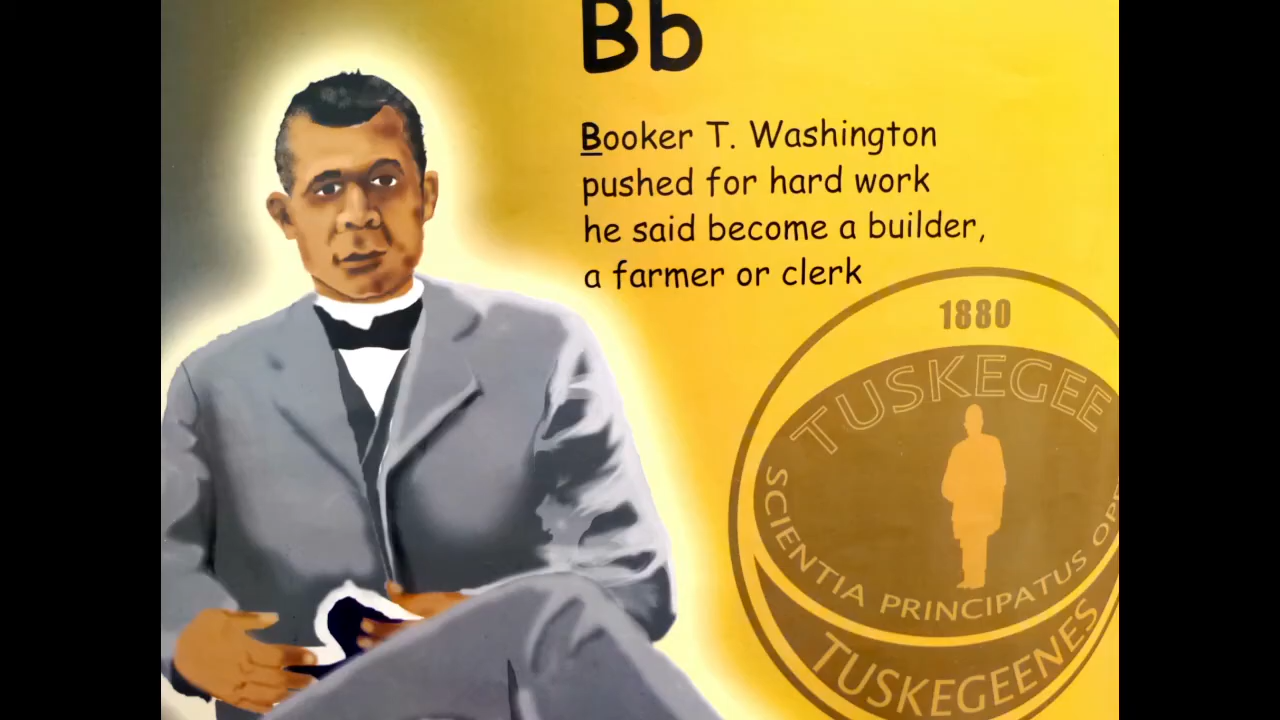 Bb
Booker T. Washington
pushed for hard work
he said become a builder,
a farmer or clerk
1880
TUSKEGEE
SCIENTIA PRINCIPATUS OPE
TUSKEGEENES